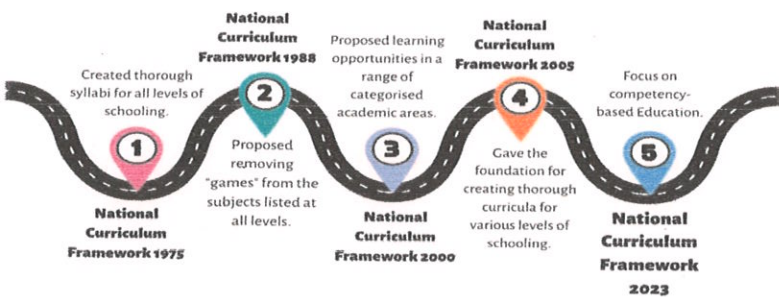 Created thorough
syllabi for all levels of
schooling.
1
National
Curriculum
Framework 1975
National
Curriculum
Framework 1988
2
Proposed
removing
"games" from the
subjects listed at
all levels.
Proposed learning
opportunities in a
range of
categorised
academic areas.
3
National
Curriculum
Framework 2000
National
Curriculum
Framework 2005
4
Gave the
foundation for
creating thorough
curricula for
various levels of
schooling.
Focus on
competency-
based Education.
5
National
Curriculum
Framework
2023